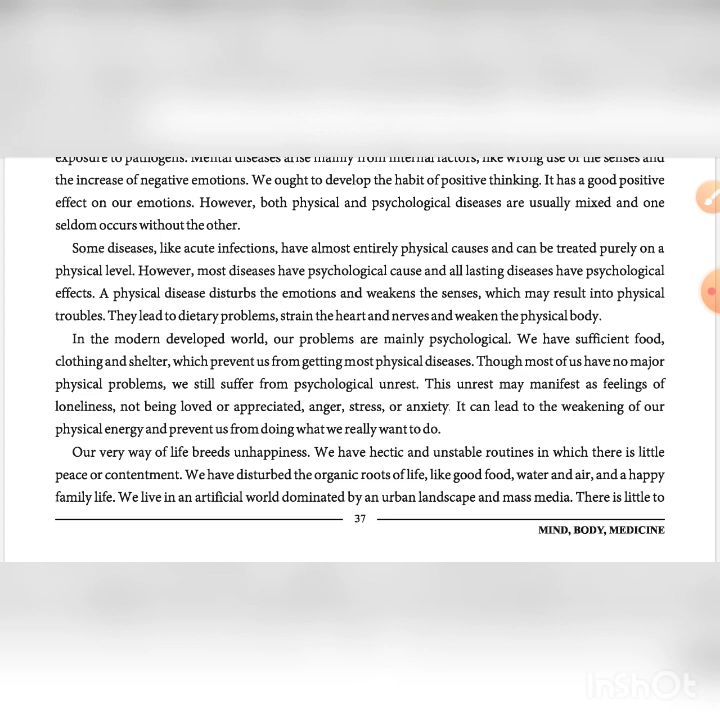 exposure to pathogens. Mental diseases arise mainly from internal factors, like wrong use of the senses and
the increase of negative emotions. We ought to develop the habit of positive thinking. It has a good positive
effect on our emotions. However, both physical and psychological diseases are usually mixed and one
seldom occurs without the other.
Some diseases, like acute infections, have almost entirely physical causes and can be treated purely on a
physical level. However, most diseases have psychological cause and all lasting diseases have psychological
effects. A physical disease disturbs the emotions and weakens the senses, which may result into physical
troubles. They lead to dietary problems, strain the heart and nerves and weaken the physical body.
In the modern developed world, our problems are mainly psychological. We have sufficient food,
clothing and shelter, which prevent us from getting most physical diseases. Though most of us have no major
physical problems, we still suffer from psychological unrest. This unrest may manifest as feelings of
loneliness, not being loved or appreciated, anger, stress, or anxiety. It can lead to the weakening of our
physical energy and prevent us from doing what we really want to do.
Our very way of life breeds unhappiness. We have hectic and unstable routines in which there is little
peace or contentment. We have disturbed the organic roots of life, like good food, water and air, and a happy
family life. We live in an artificial world dominated by an urban landscape and mass media. There is little to
37
MIND, BODY, MEDICINE
InShOt